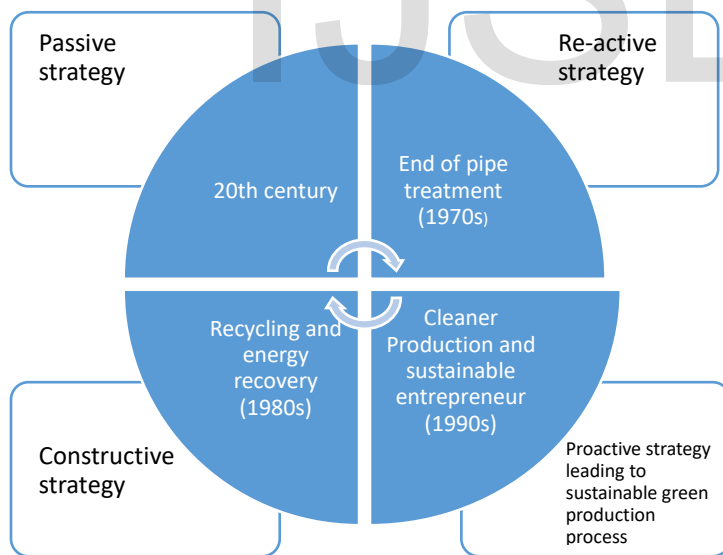 Passive
strategy
Re-active
strategy
20th century
End of pipe
treatment
(1970s)
Recycling and
energy
recovery
(1980s)
Cleaner
Production and
sustainable
entrepreneur
(1990s)
Constructive
strategy
Proactive strategy
leading to
sustainable green
production
process